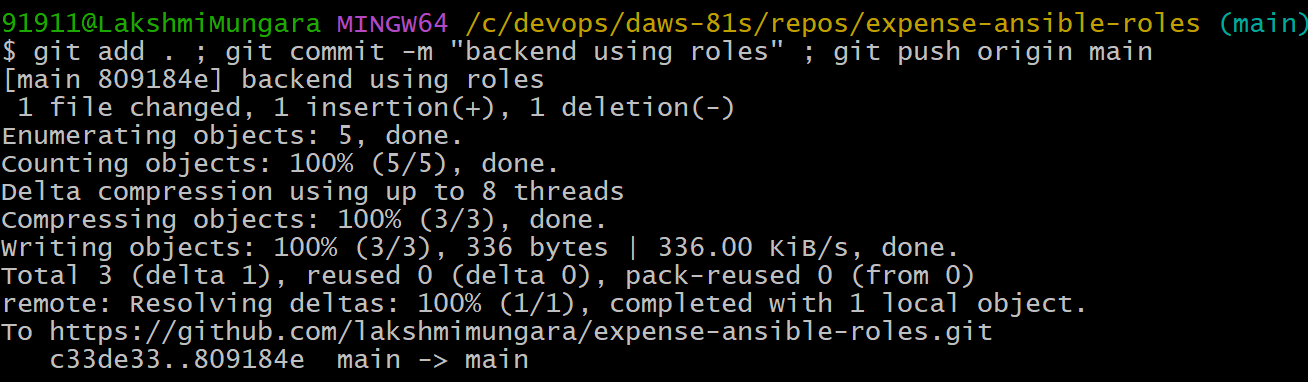 91911@LakshmiMungara MINGW64 /c/devops/daws-81s/repos/expense-ansible-roles (main)
$ git add . ; git commit -m "backend using roles" ; git push origin main
[main 809184e] backend using roles
 1 file changed, 1 insertion(+), 1 deletion(-)
Enumerating objects: 5, done.
Counting objects: 100% (5/5), done.
Delta compression using up to 8 threads
Compressing objects: 100% (3/3), done.
Writing objects: 100% (3/3), 336 bytes | 336.00 KiB/s, done.
Total 3 (delta 1), reused 0 (delta 0), pack-reused 0 (from 0)
remote: Resolving deltas: 100% (1/1), completed with 1 local object.
To https://github.com/lakshmimungara/expense-ansible-roles.git
   c33de33..809184e  main -> main